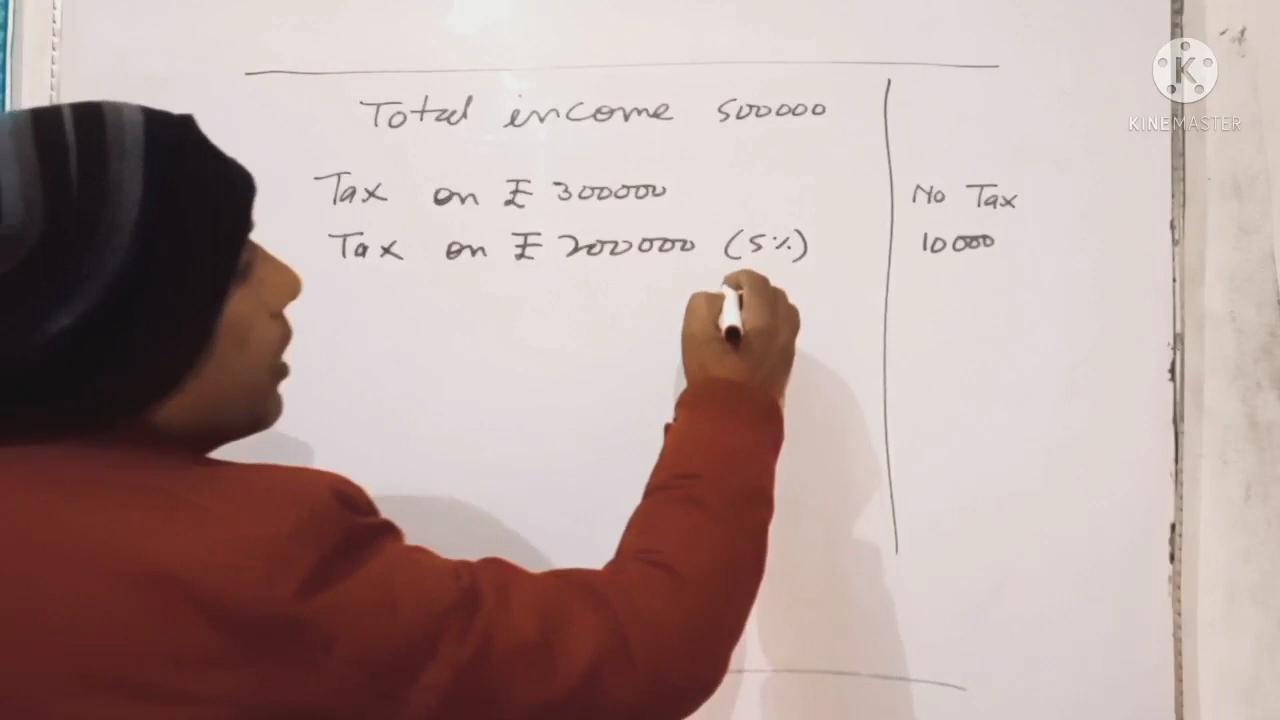 Total income 500000
Tax on ₹ 300000 No Tax
Tax on ₹ 200000 (5%) 10000
KINEMASTER